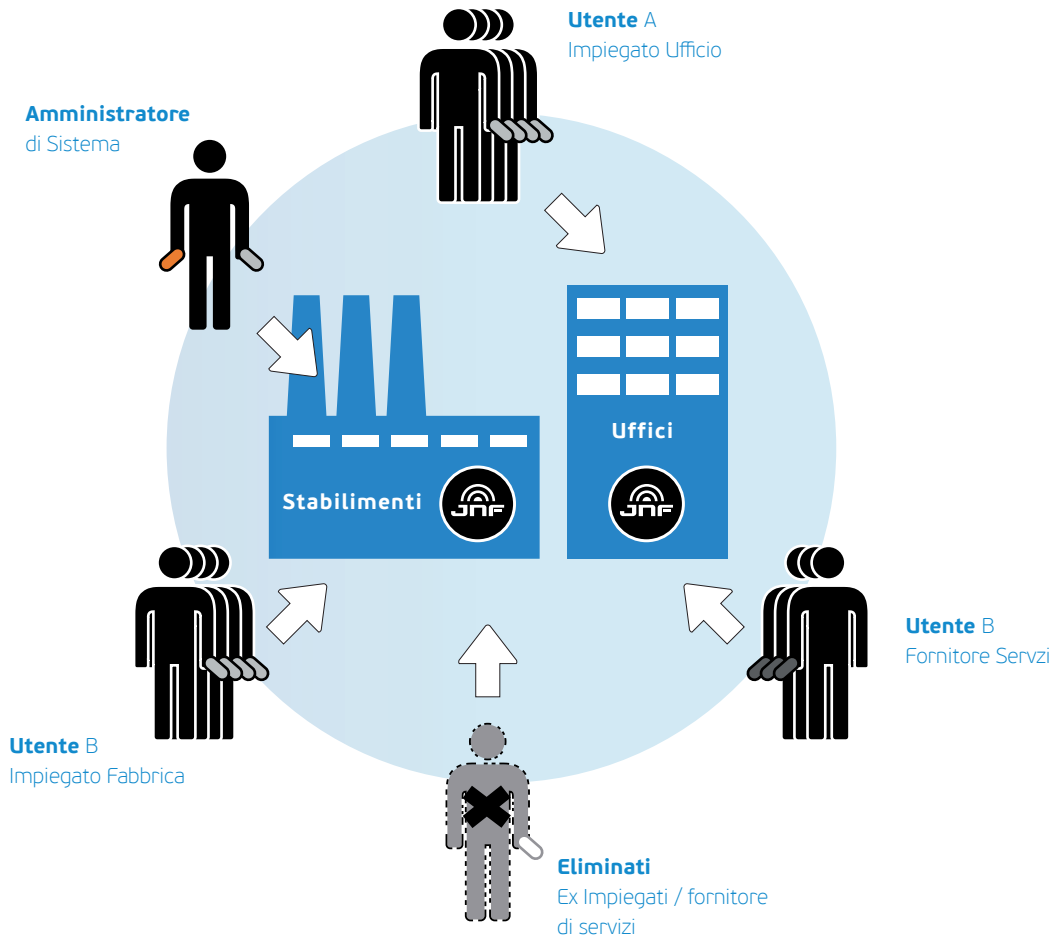 Utente A
Impiegato Ufficio
Amministratore
di Sistema
Uffici
JNF
Stabilimenti
JNF
Utente B
Fornitore Servzi
Utente B
Impiegato Fabbrica
Eliminati
Ex Impiegati / fornitore
di servizi